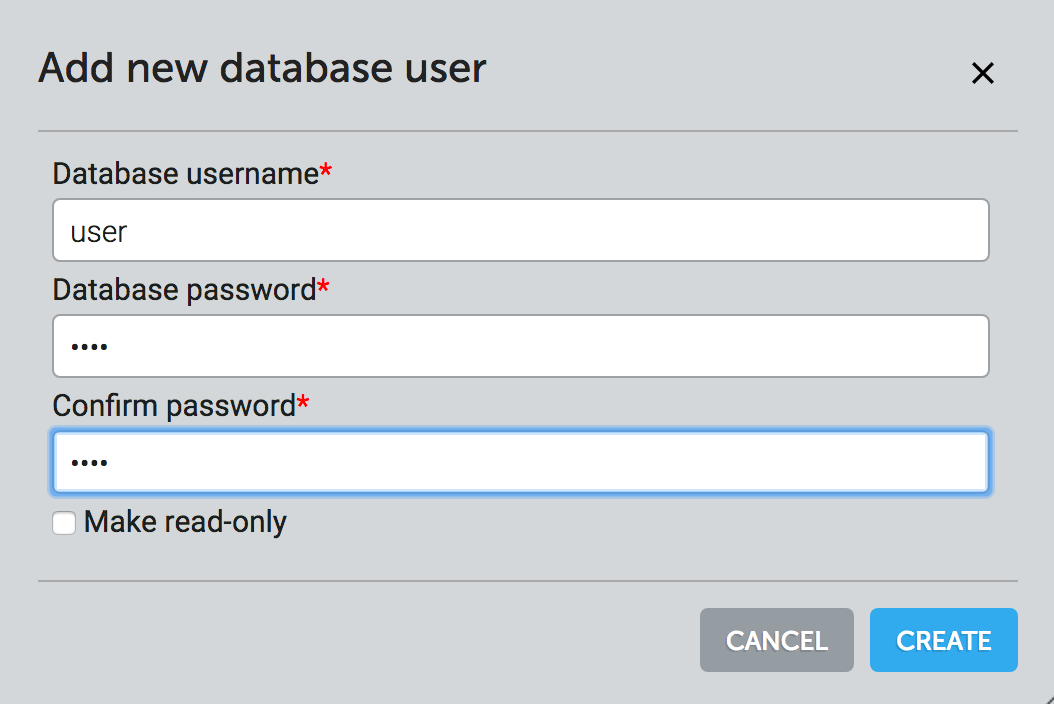 Add new database user
Database username*
user
Database password*
••••
Confirm password*
••••
Make read-only
CANCEL
CREATE